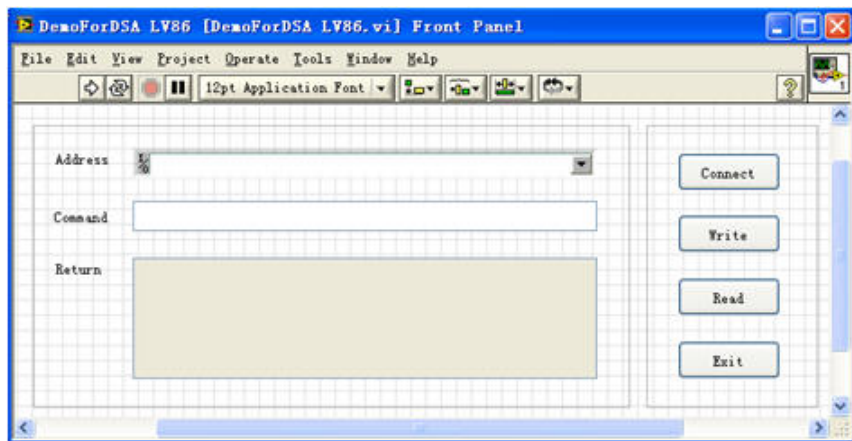 DemoForDSA LV86 [DemoForDSA LV86.vi] Front Panel
File Edit View Project Operate Tools Window Help
12pt Application Font
1
Address
Connect
Command
Write
Return
Read
Exit